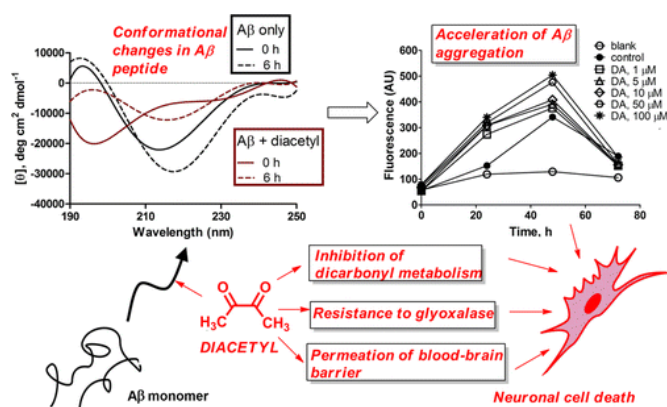 Conformational
changes in Aβ
peptide
Aβ only
0 h
6 h
Aβ + diacetyl
0 h
6 h
10000
0
-10000
-20000
-30000
-40000
190
200
210
220
230
240
250
[θ], deg cm² dmol⁻¹
Wavelength (nm)
Acceleration of Aβ
aggregation
600
500
400
300
200
100
0
0
20
40
60
80
Fluorescence (AU)
Time, h
blank
control
DA, 1 μM
DA, 5 μM
DA, 10 μM
DA, 50 μM
DA, 100 μM
Aβ monomer
O
O
H₃C
CH₃
DIACETYL
Inhibition of
dicarbonyl metabolism
Resistance to glyoxalase
Permeation of blood-brain
barrier
Neuronal cell death